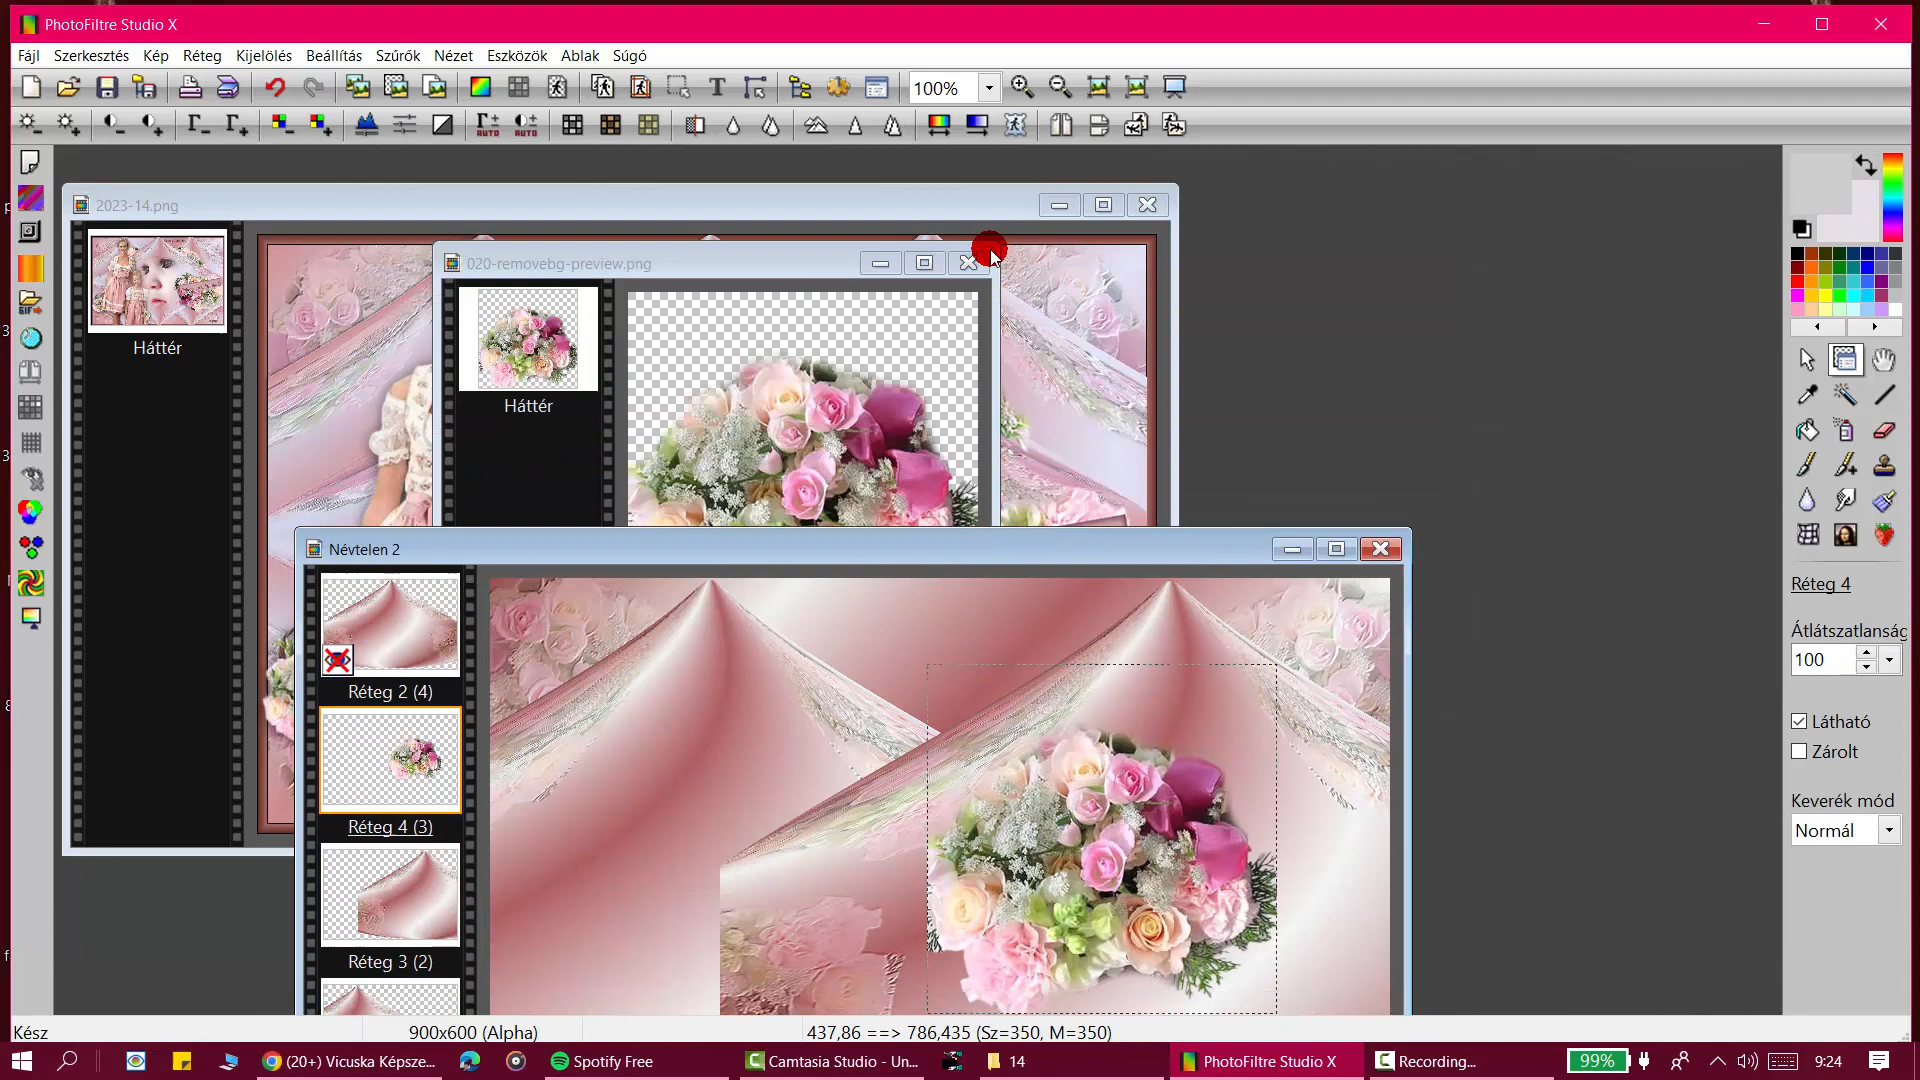 PhotoFiltre Studio X
Fájl Szerkesztés Kép Réteg Kijelölés Beállítás Szűrők Nézet Eszközök Ablak Súgó
100%
AUTO AUTO
2023-14.png
020-removebg-preview.png
Háttér
Háttér
GIF
Névtelen 2
Réteg 2 (4)
Réteg 4 (3)
Réteg 3 (2)
Réteg 4
Átlátszatlanság
100
Látható
Zárolt
Keverék mód
Normál
Kész
900x600 (Alpha)
437,86 ==> 786,435 (Sz=350, M=350)
(20+) Vicuska Képsze...
Spotify Free
Camtasia Studio - Un...
14
PhotoFiltre Studio X
Recording...
99%
9:24